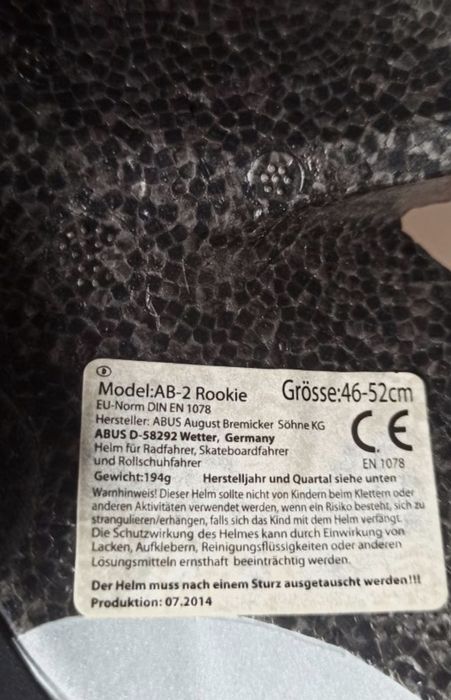 D
Model:AB-2 Rookie Grösse:46-52cm
EU-Norm DIN EN 1078
Hersteller: ABUS August Bremicker Söhne KG
ABUS D-58292 Wetter, Germany
CE
Helm für Radfahrer, Skateboardfahrer
und Rollschuhfahrer
EN 1078
Gewicht:194g Herstelljahr und Quartal siehe unten
Warnhinweis! Dieser Helm sollte nicht von Kindern beim Klettern oder
anderen Aktivitäten verwendet werden, wenn ein Risiko besteht, sich zu
strangulieren/erhängen, falls sich das Kind mit dem Helm verfängt.
Die Schutzwirkung des Helmes kann durch Einwirkung von
Lacken, Aufklebern, Reinigungsflüssigkeiten oder anderen
Lösungsmitteln ernsthaft beeinträchtig werden.
Der Helm muss nach einem Sturz ausgetauscht werden!!!
Produktion: 07.2014